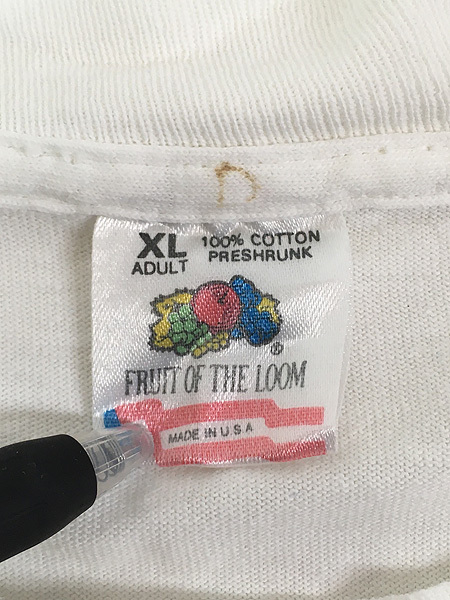 XL
ADULT
100% COTTON
PRESHRUNK
®
FRUIT OF THE LOOM
MADE IN U S A